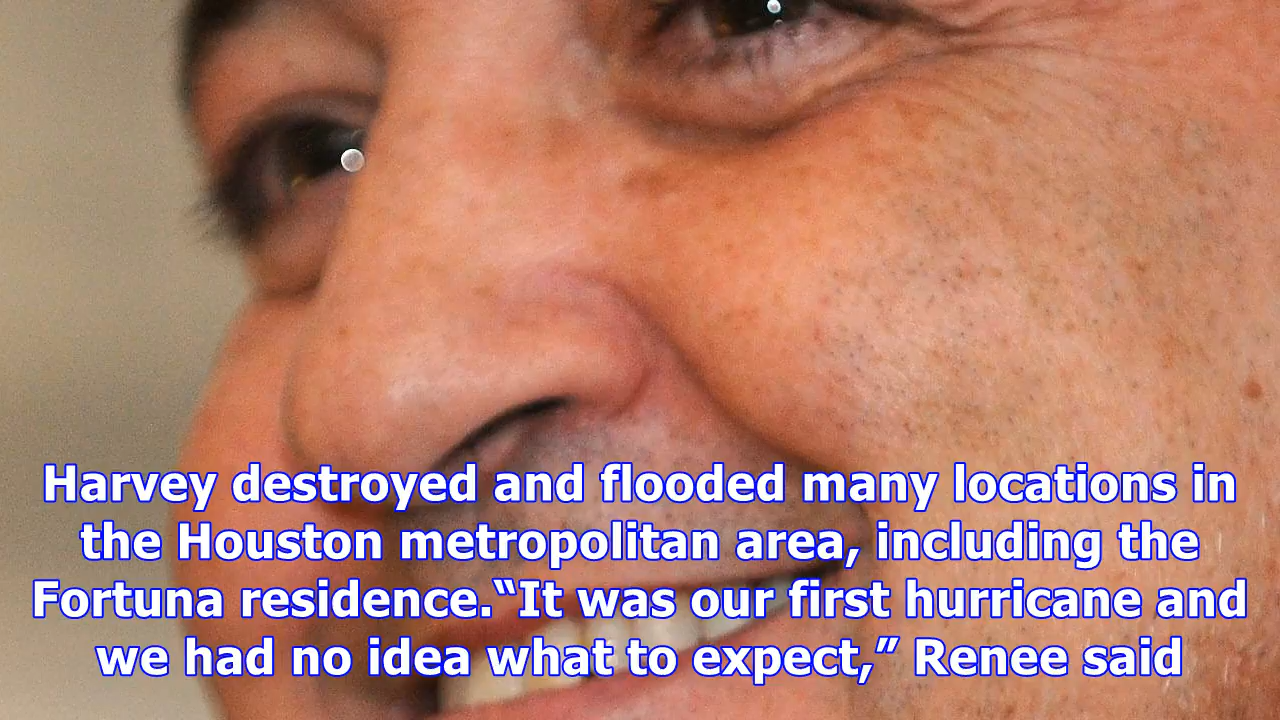 Harvey destroyed and flooded many locations in
the Houston metropolitan area, including the
Fortuna residence.“It was our first hurricane and
we had no idea what to expect,” Renee said